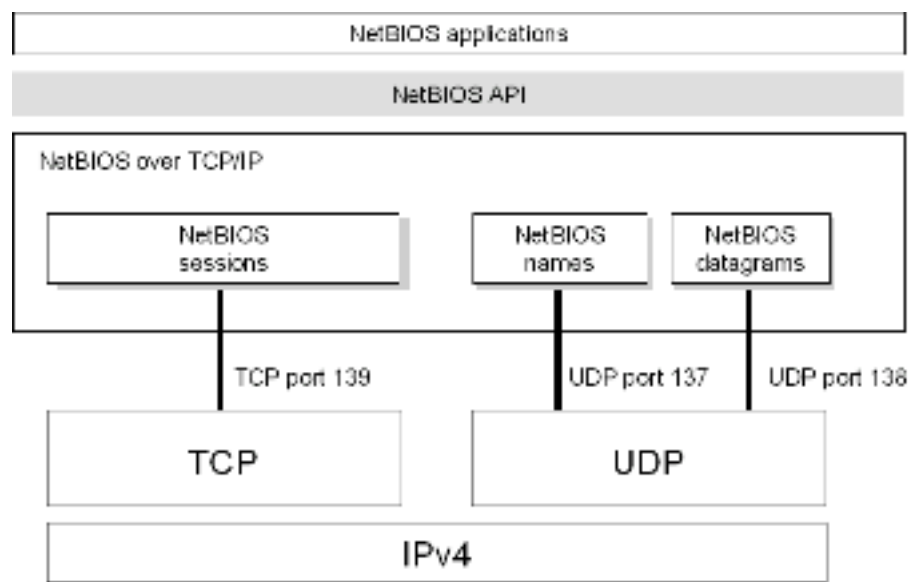 NetBIOS applications
NetBIOS API
NetBIOS over TCP/IP
NetBIOS
sessions
NetBIOS
names
NetBIOS
datagrams
TCP port 139
UDP port 137
UDP port 138
TCP
UDP
IPv4